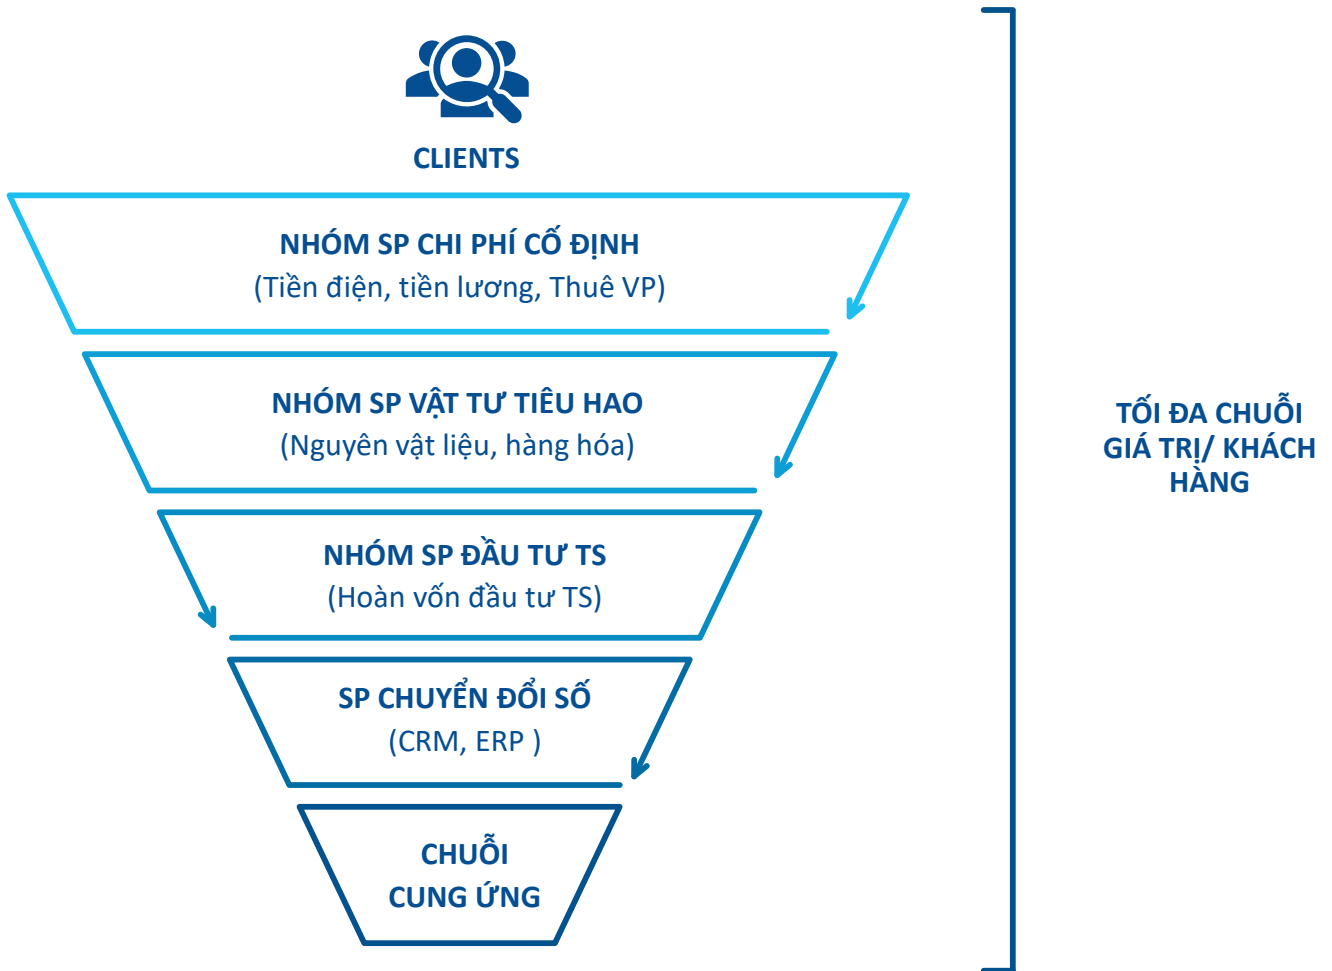 CLIENTS
NHÓM SP CHI PHÍ CỐ ĐỊNH
(Tiền điện, tiền lương, Thuê VP)
NHÓM SP VẬT TƯ TIÊU HAO
(Nguyên vật liệu, hàng hóa)
NHÓM SP ĐẦU TƯ TS
(Hoàn vốn đầu tư TS)
SP CHUYỂN ĐỔI SỐ
(CRM, ERP )
CHUỖI
CUNG ỨNG
TỐI ĐA CHUỖI
GIÁ TRỊ/ KHÁCH
HÀNG